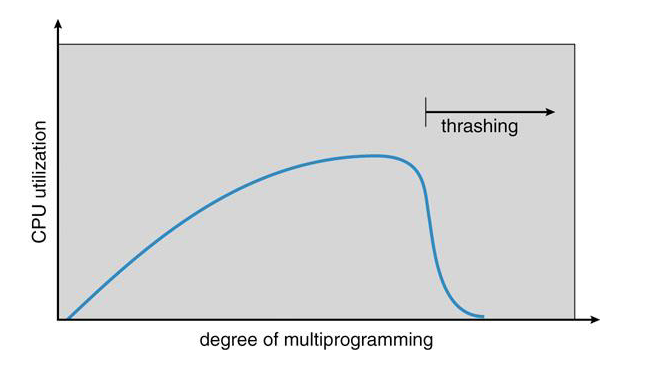 thrashing
CPU utilization
degree of multiprogramming